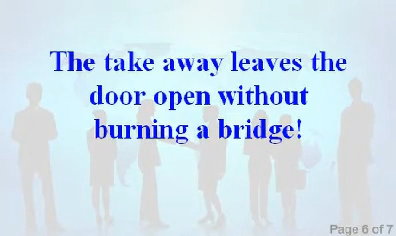 The take away leaves the
door open without
burning a bridge!
Page 6 of 7